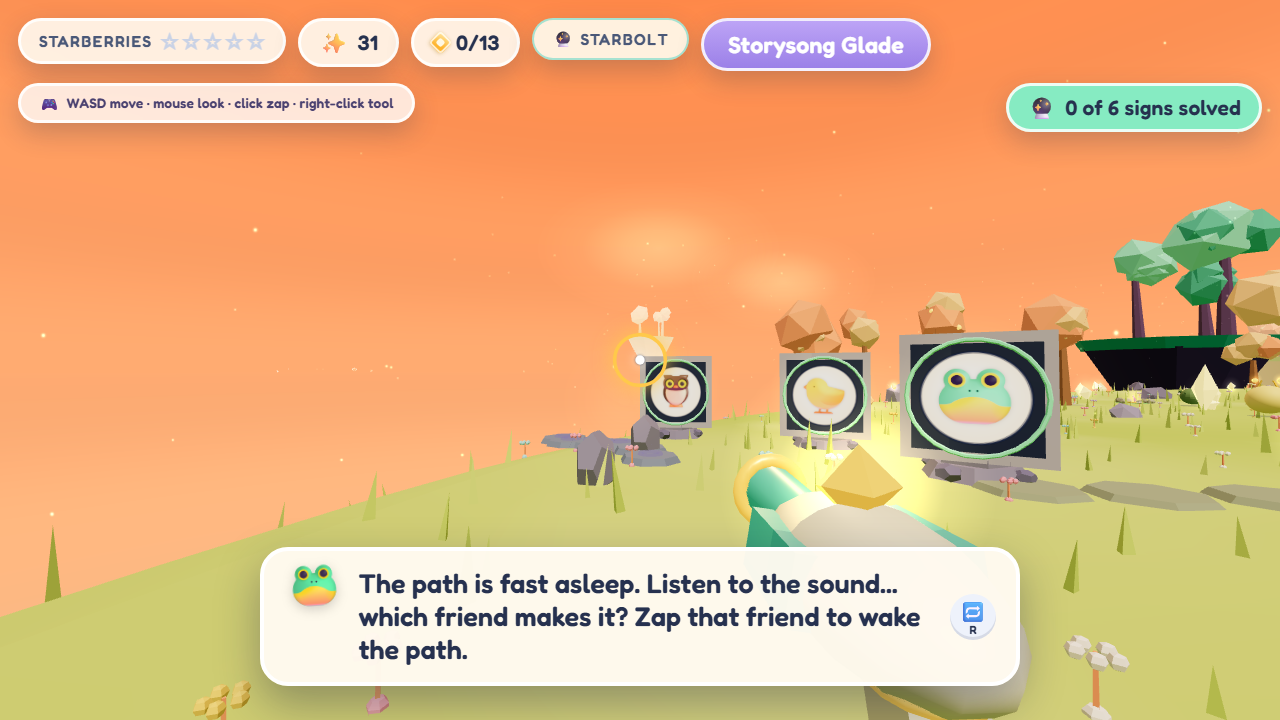 STARBERRIES
31
0/13
STARBOLT
Storysong Glade
WASD move · mouse look · click zap · right-click tool
0 of 6 signs solved
The path is fast asleep. Listen to the sound...
which friend makes it? Zap that friend to wake
the path.
R